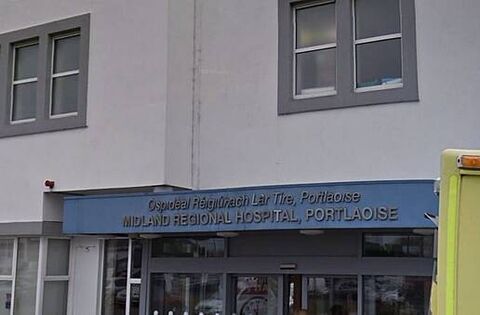 Ospidéal Réigiúnach Lár Tíre, Portlaoise
MIDLAND REGIONAL HOSPITAL, PORTLAOISE